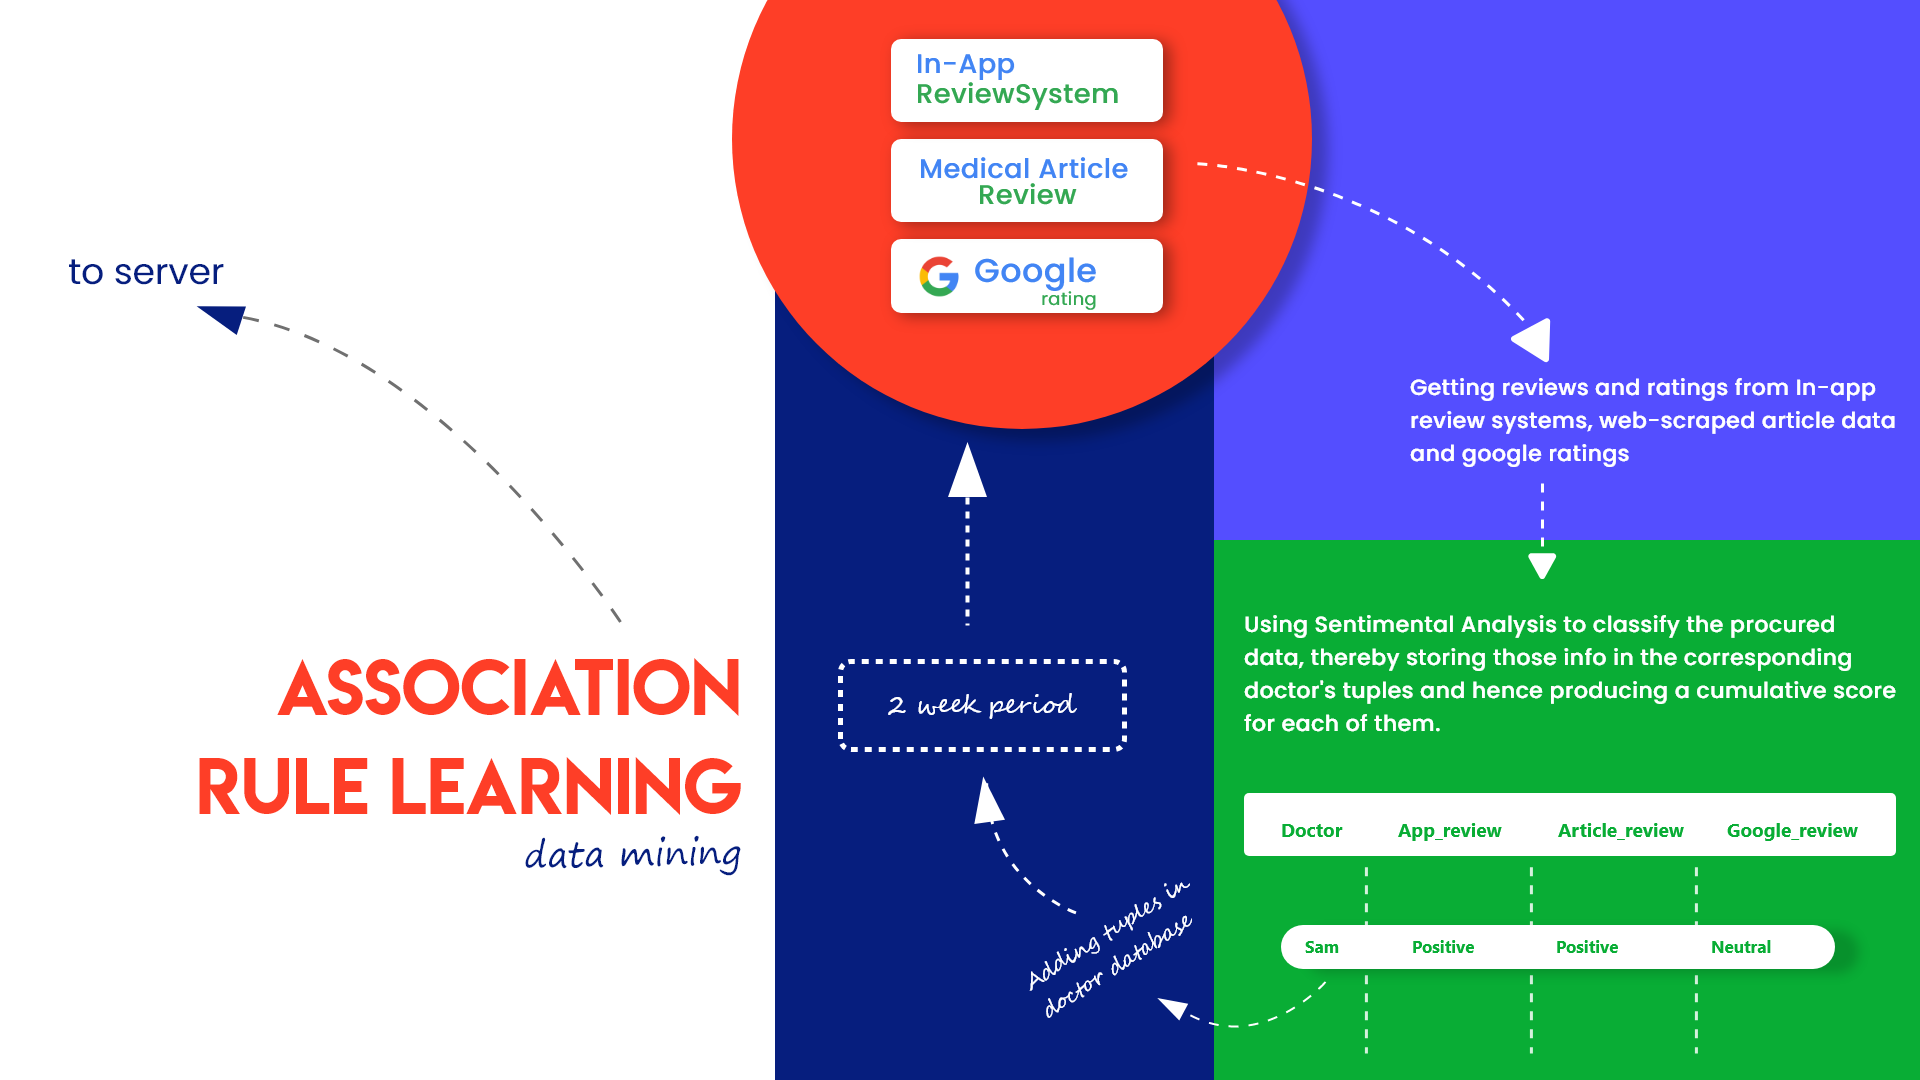 In-App
ReviewSystem
Medical Article
Review
Google
rating
to server
Getting reviews and ratings from In-app
review systems, web-scraped article data
and google ratings
Using Sentimental Analysis to classify the procured
data, thereby storing those info in the corresponding
doctor's tuples and hence producing a cumulative score
for each of them.
Doctor App_review Article_review Google_review
Sam Positive Positive Neutral
Adding tuples in
doctor database
2 week period
ASSOCIATION
RULE LEARNING
data mining